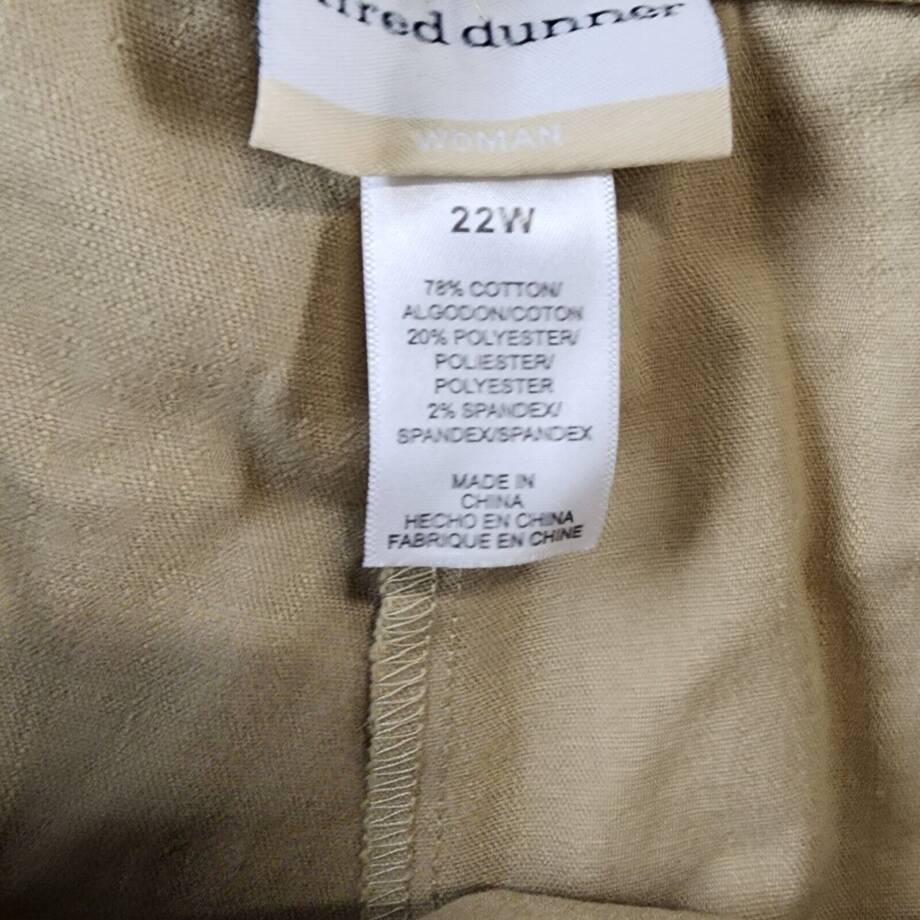 lfred dunner
WOMAN
22W
78% COTTON/
ALGODON/COTON
20% POLYESTER/
POLIESTER/
POLYESTER
2% SPANDEX/
SPANDEX/SPANDEX
MADE IN
CHINA
HECHO EN CHINA
FABRIQUE EN CHINE